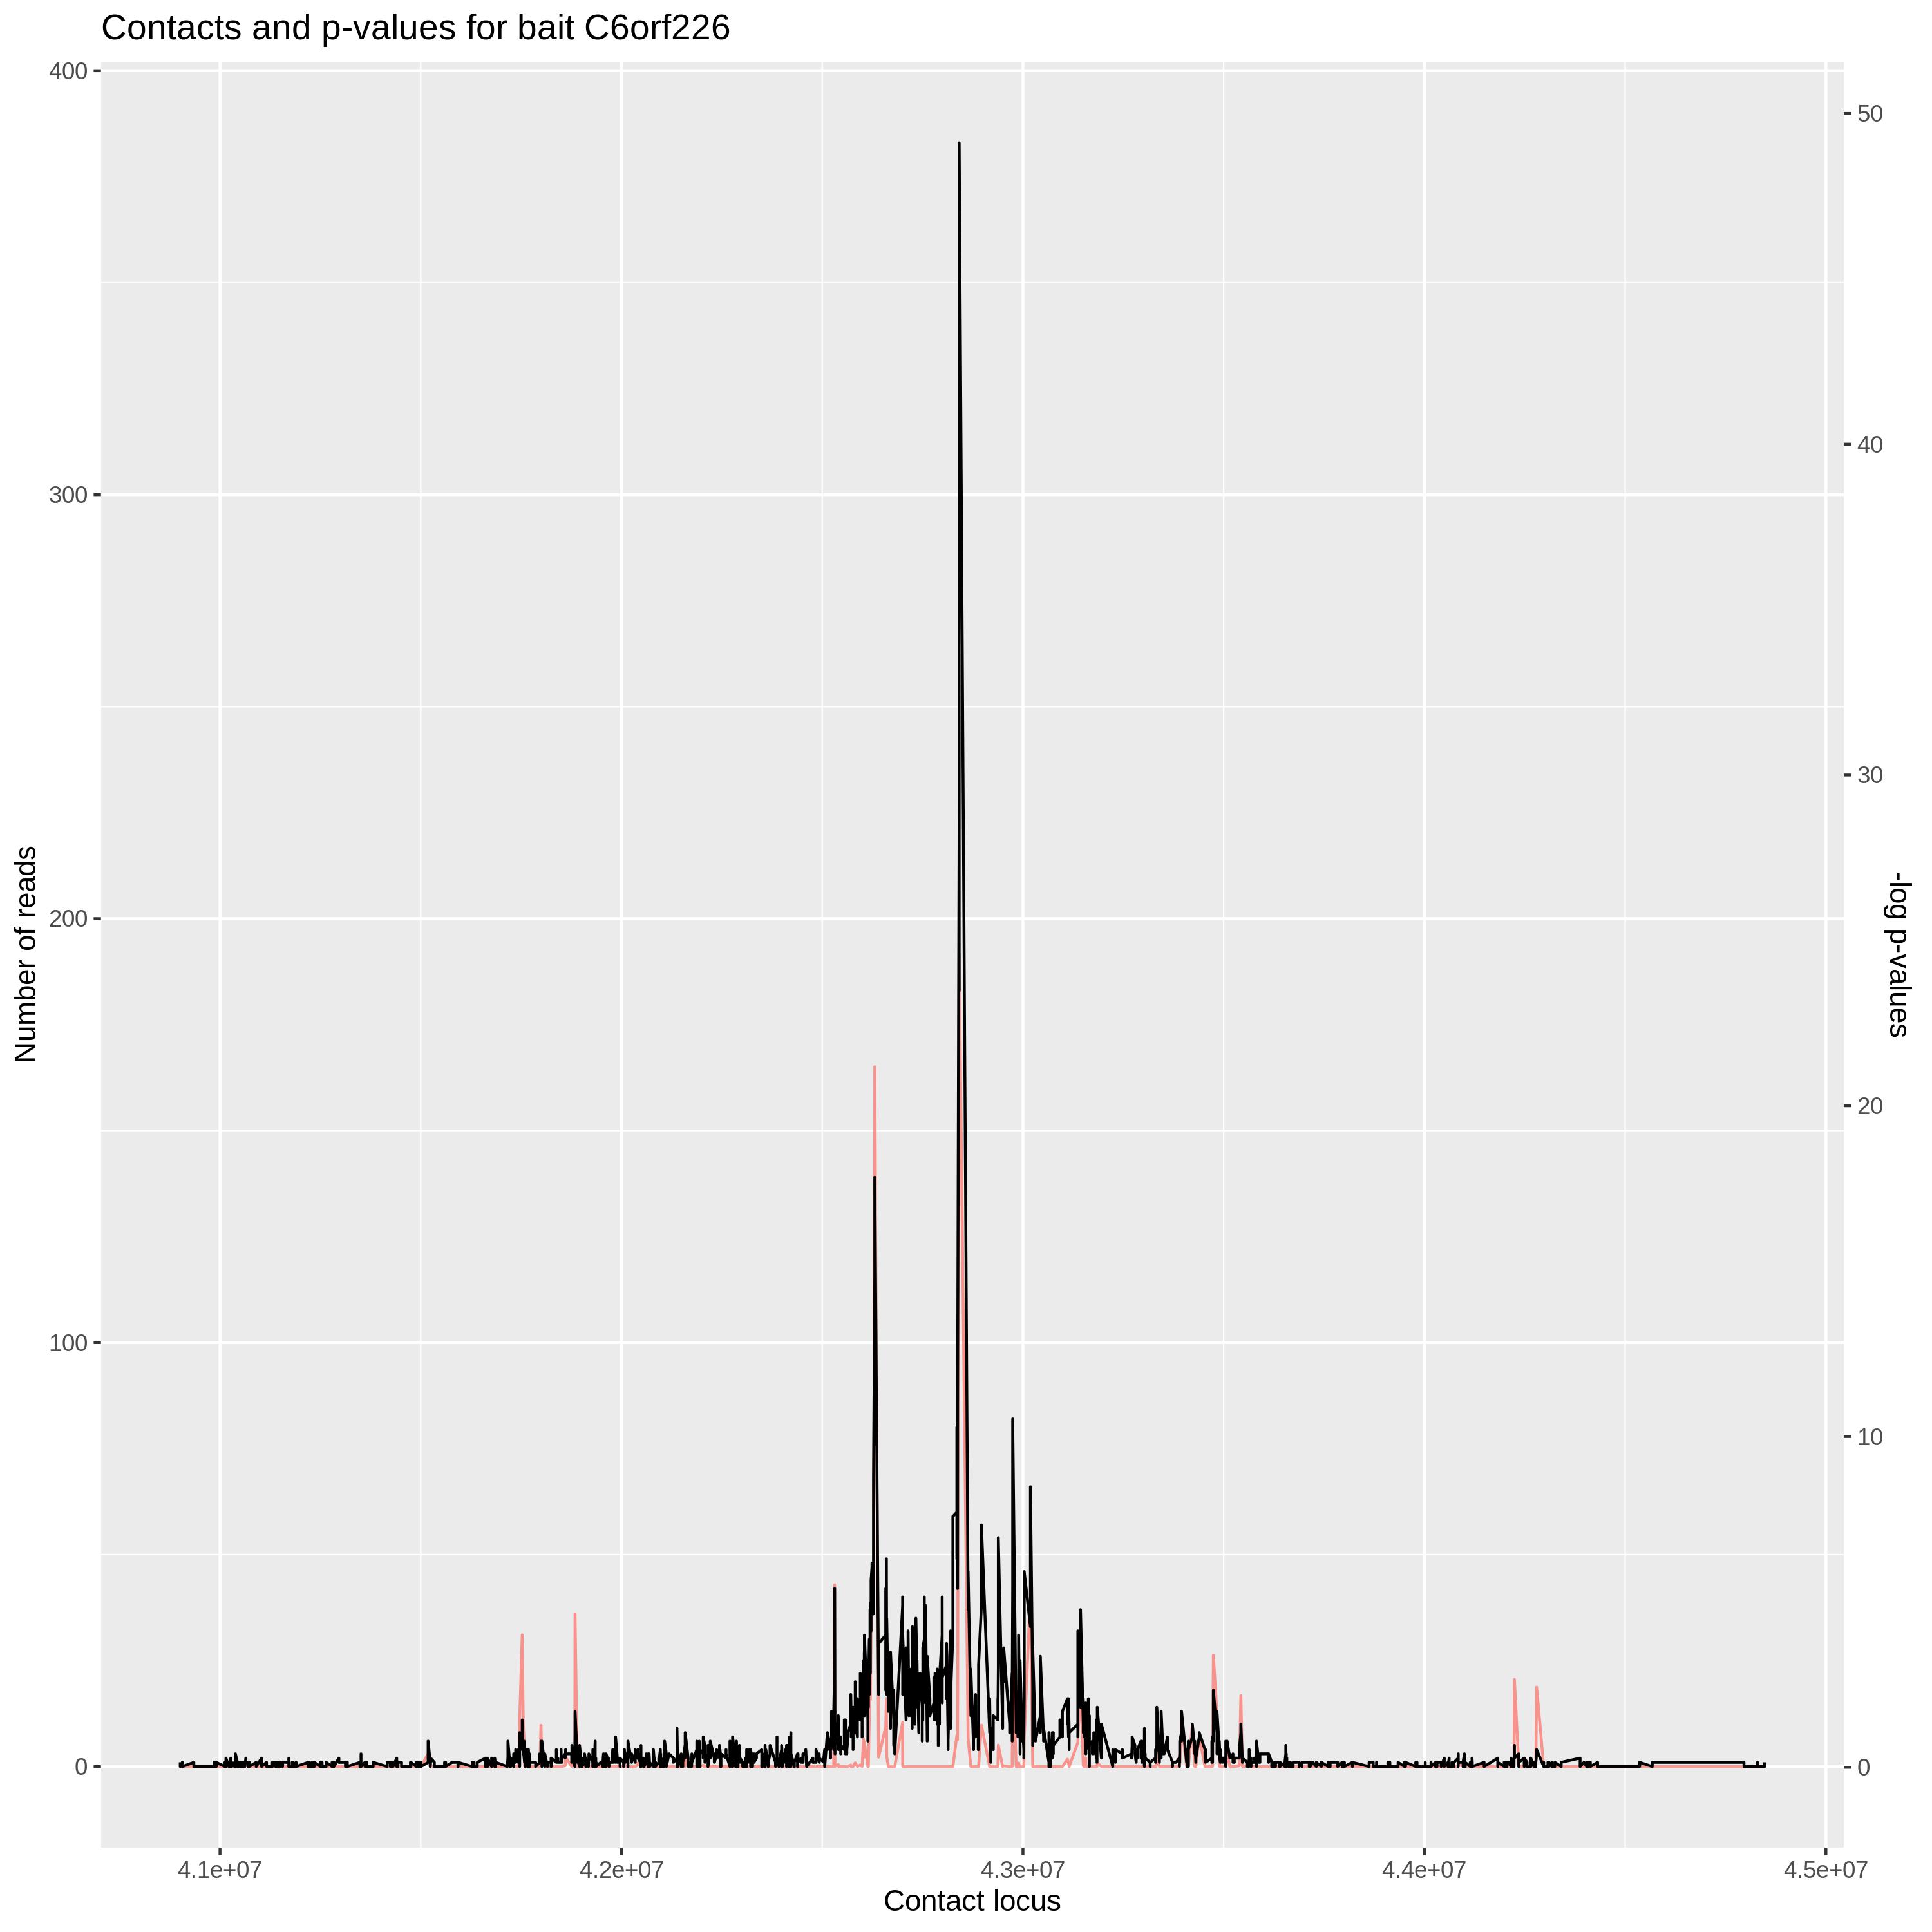 Contacts and p-values for bait C6orf226
400
300
200
100
0
Number of reads
50
40
30
20
10
0
-log p-values
4.1e+07
4.2e+07
4.3e+07
4.4e+07
4.5e+07
Contact locus